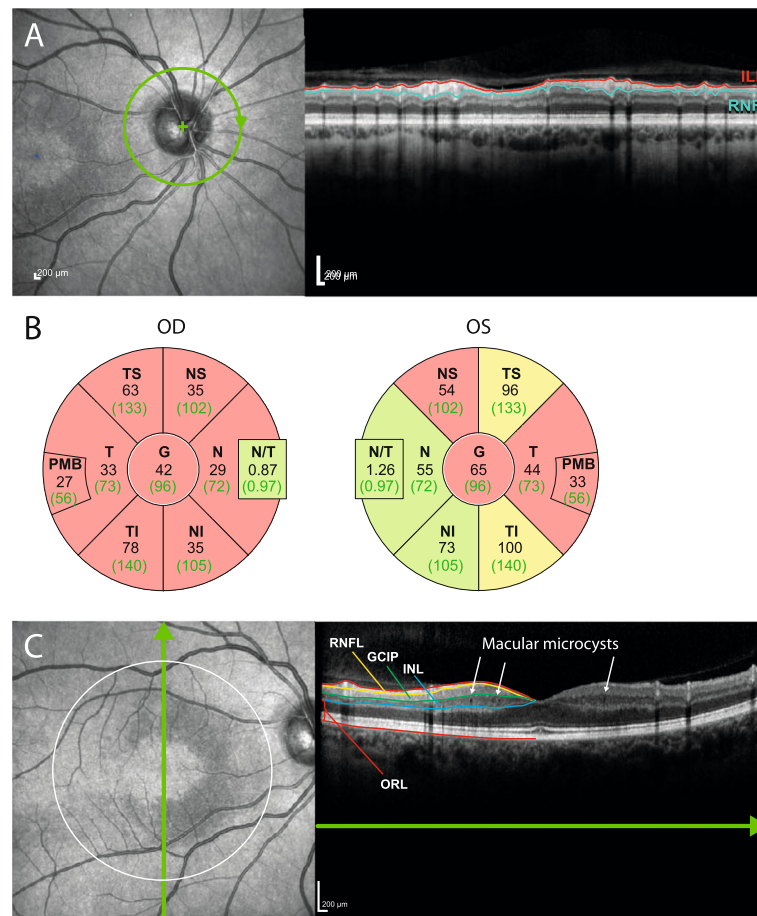 A
ILM
RNFL
200 µm
200 µm
B
OD
OS
TS
63
(133)
NS
35
(102)
PMB
27
(56)
T
33
(73)
G
42
(96)
N
29
(72)
N/T
0.87
(0.97)
TI
78
(140)
NI
35
(105)
NS
54
(102)
TS
96
(133)
N/T
1.26
(0.97)
N
55
(72)
G
65
(96)
T
44
(73)
PMB
33
(56)
NI
73
(105)
TI
100
(140)
C
RNFL
GCIP
INL
Macular microcysts
ORL
200 µm